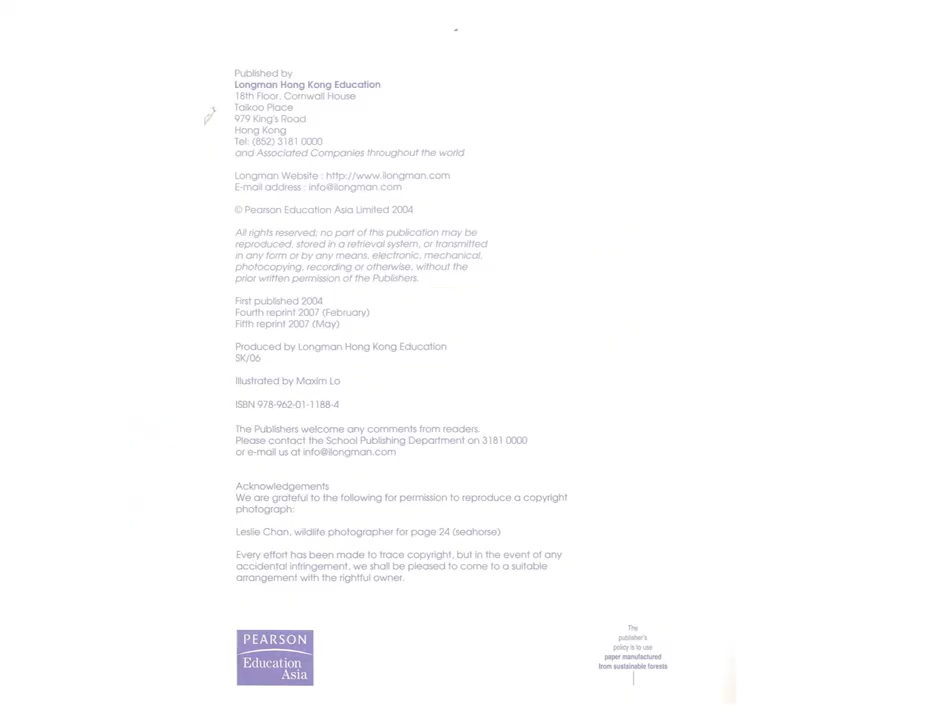 Published by
Longman Hong Kong Education
18th Floor, Cornwall House
Taikoo Place
979 King's Road
Hong Kong
Tel: (852) 3181 0000
and Associated Companies throughout the world
Longman Website : http://www.ilongman.com
E-mail address : info@ilongman.com
© Pearson Education Asia Limited 2004
All rights reserved; no part of this publication may be
reproduced, stored in a retrieval system, or transmitted
in any form or by any means, electronic, mechanical,
photocopying, recording or otherwise, without the
prior written permission of the Publishers.
First published 2004
Fourth reprint 2007 (February)
Fifth reprint 2007 (May)
Produced by Longman Hong Kong Education
SK/06
Illustrated by Maxim Lo
ISBN 978-962-01-1188-4
The Publishers welcome any comments from readers.
Please contact the School Publishing Department on 3181 0000
or e-mail us at info@ilongman.com
Acknowledgements
We are grateful to the following for permission to reproduce a copyright
photograph:
Leslie Chan, wildlife photographer for page 24 (seahorse)
Every effort has been made to trace copyright, but in the event of any
accidental infringement, we shall be pleased to come to a suitable
arrangement with the rightful owner.
PEARSON
Education
Asia
The
publisher's
policy is to use
paper manufactured
from sustainable forests